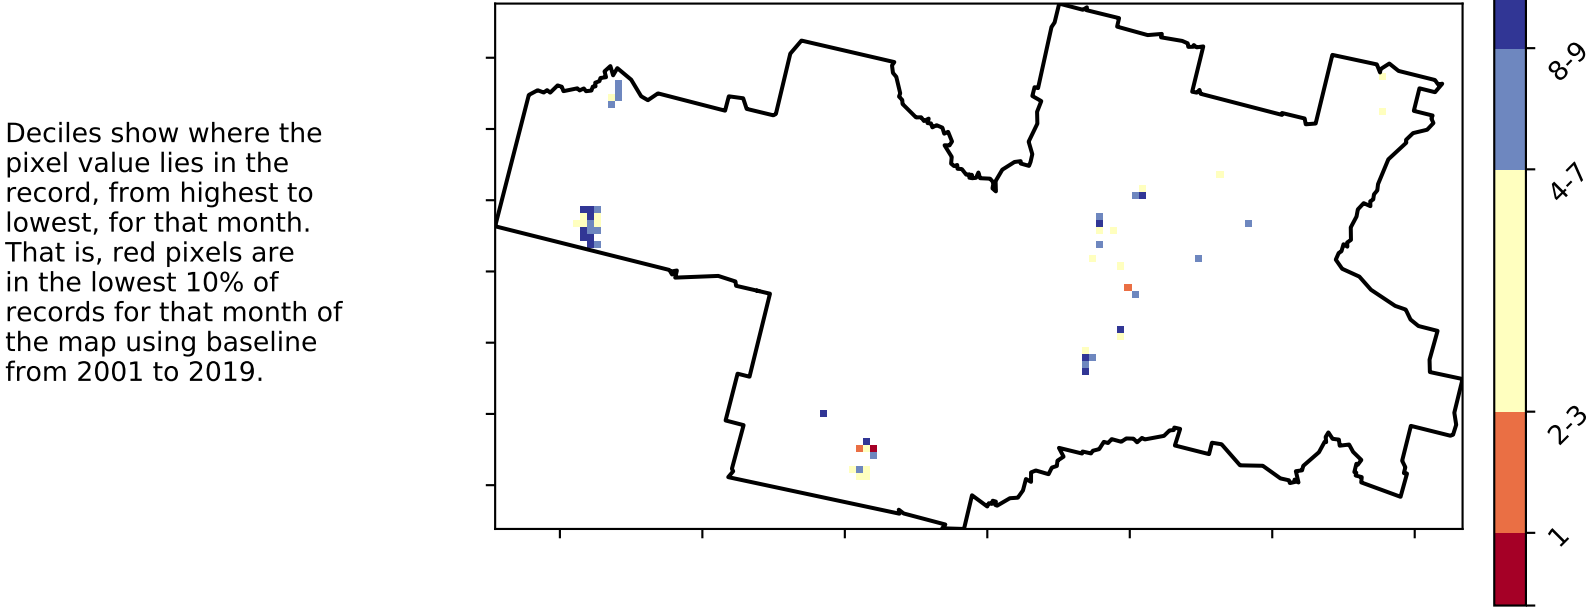 Deciles show where the
pixel value lies in the
record, from highest to
lowest, for that month.
That is, red pixels are
in the lowest 10% of
records for that month of
the map using baseline
from 2001 to 2019.
8-9
4-7
2-3
1